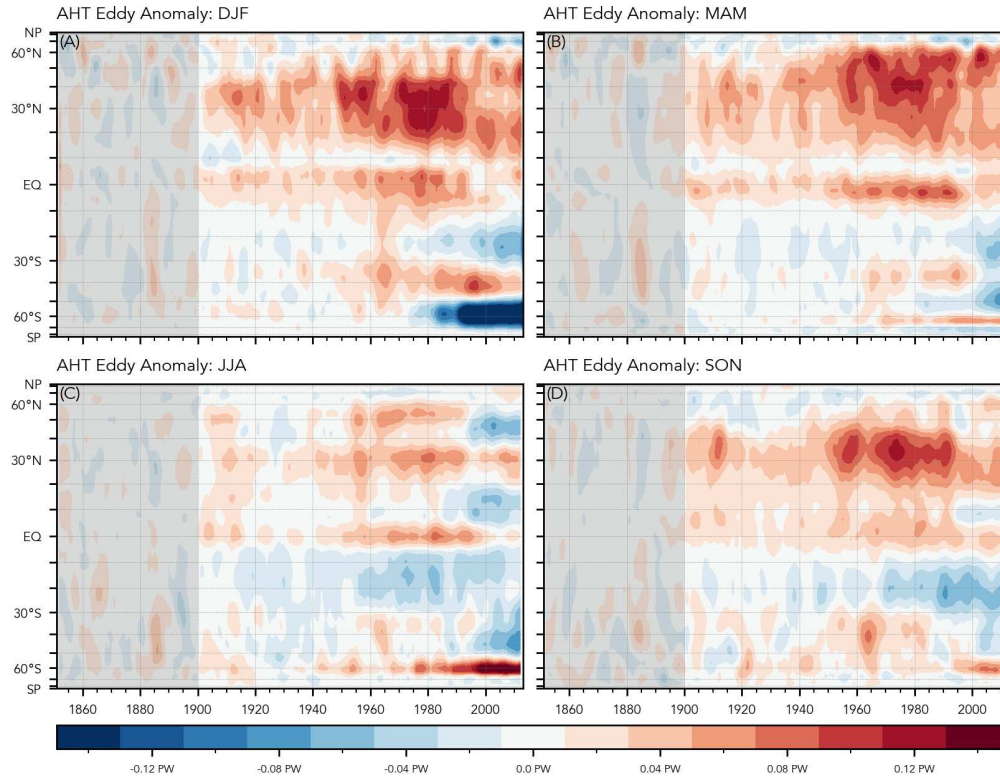 AHT Eddy Anomaly: DJF
AHT Eddy Anomaly: MAM
NP
(A)
(B)
60°N
30°N
EQ
30°S
60°S
SP
AHT Eddy Anomaly: JJA
AHT Eddy Anomaly: SON
NP
(C)
(D)
60°N
30°N
EQ
30°S
60°S
SP
1860 1880 1900 1920 1940 1960 1980 2000
1860 1880 1900 1920 1940 1960 1980 2000
-0.12 PW -0.08 PW -0.04 PW 0.0 PW 0.04 PW 0.08 PW 0.12 PW